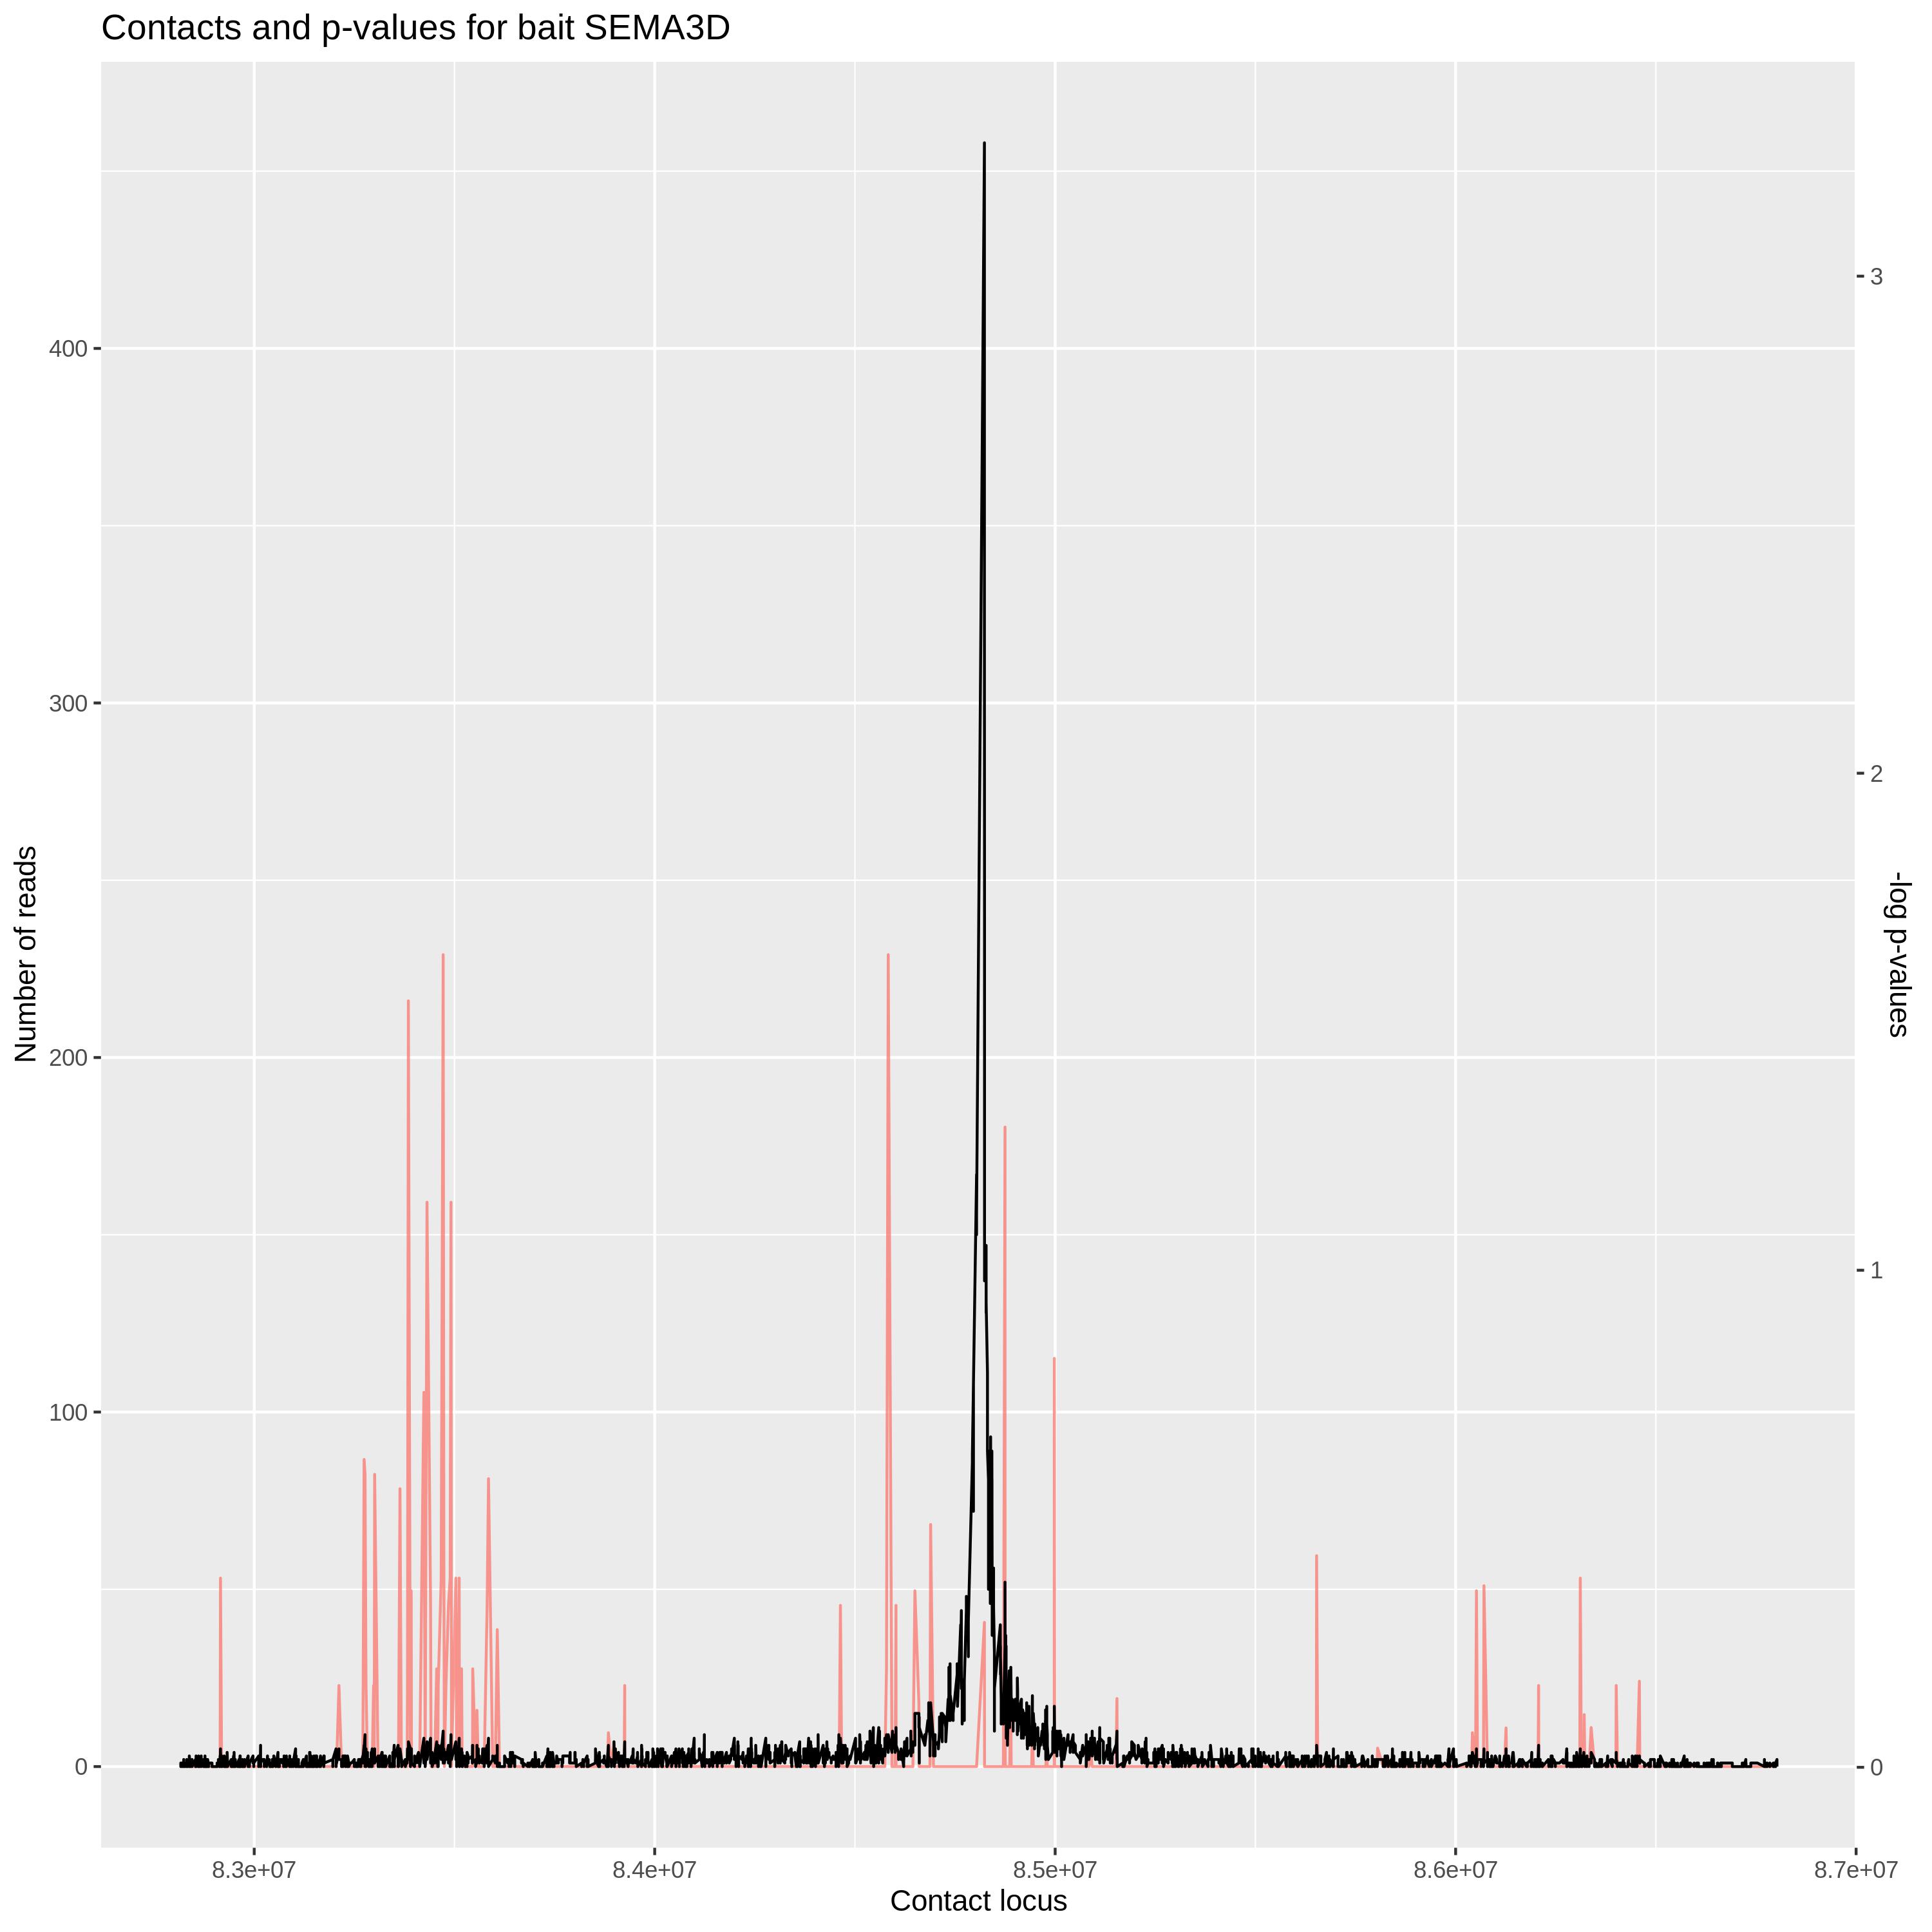 Contacts and p-values for bait SEMA3D
Number of reads
400
300
200
100
0
3
2
1
0
-log p-values
8.3e+07
8.4e+07
8.5e+07
8.6e+07
8.7e+07
Contact locus